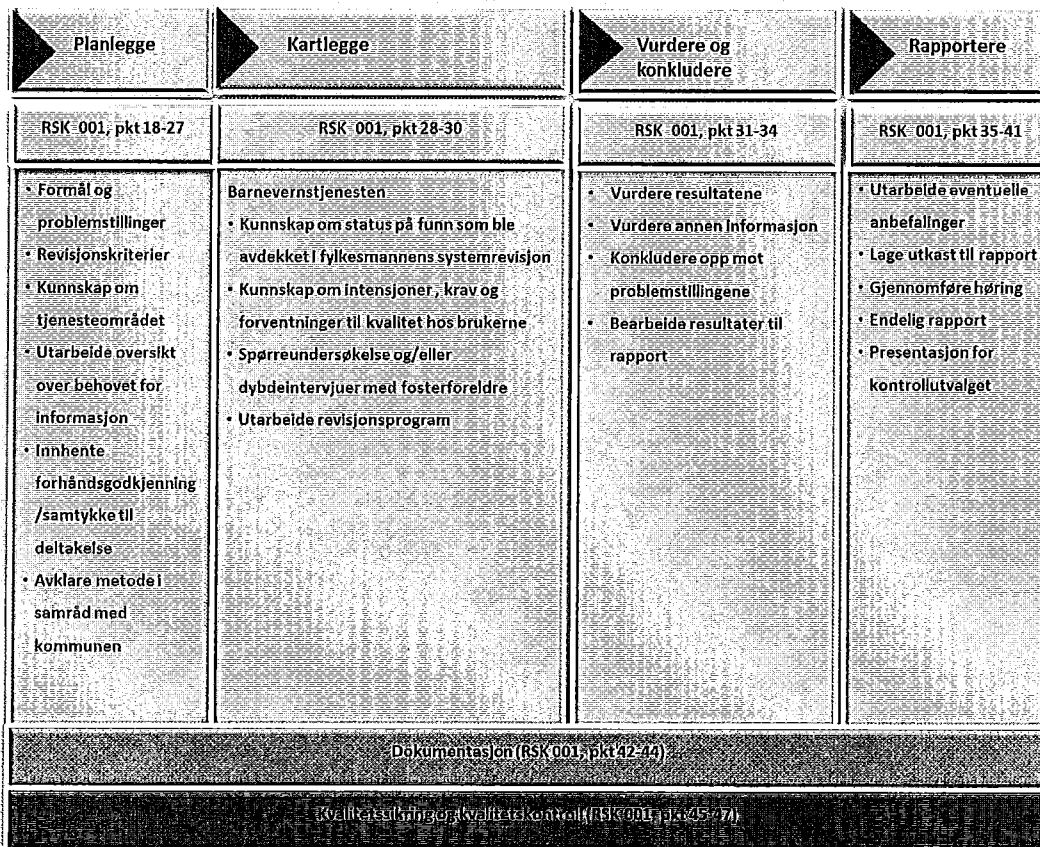 Planlegge
Kartlegge
Vurdere og
konkludere
Rapportere
RSK 001, pkt 18-27
RSK 001, pkt 28-30
RSK 001, pkt 31-34
RSK 001, pkt 35-41
• Formål og
problemstillinger
• Revisjonskriterier
• Kunnskap om
tjenesteområdet
• Utarbeide oversikt
over behovet for
informasjon
• Innhente
forhåndsgodkjenning
/samtykke til
deltakelse
• Avklare metode i
samråd med
kommunen
Barnevernstjenesten
• Kunnskap om status på funn som ble
avdekket i fylkesmannens systemrevisjon
• Kunnskap om intensjoner, krav og
forventninger til kvalitet hos brukerne
• Spørreundersøkelse og/eller
dybdeintervjuer med fosterforeldre
• Utarbeide revisjonsprogram
• Vurdere resultatene
• Vurdere annen informasjon
• Konkludere opp mot
problemstillingene
• Bearbeide resultater til
rapport
• Utarbeide eventuelle
anbefalinger
• Lage utkast til rapport
• Gjennomføre høring
• Endelig rapport
• Presentasjon for
kontrollutvalget
Dokumentasjon (RSK 001, pkt 42-44)
Kvalitetssikring og kvalitetskontroll (RSK 001, pkt 45-47)